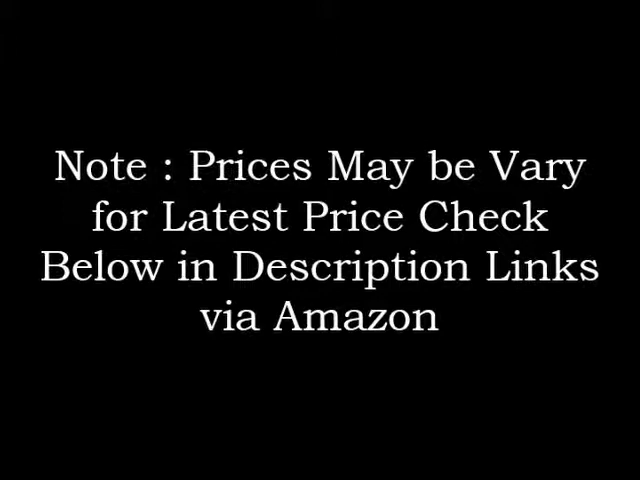 Note : Prices May be Vary
for Latest Price Check
Below in Description Links
via Amazon